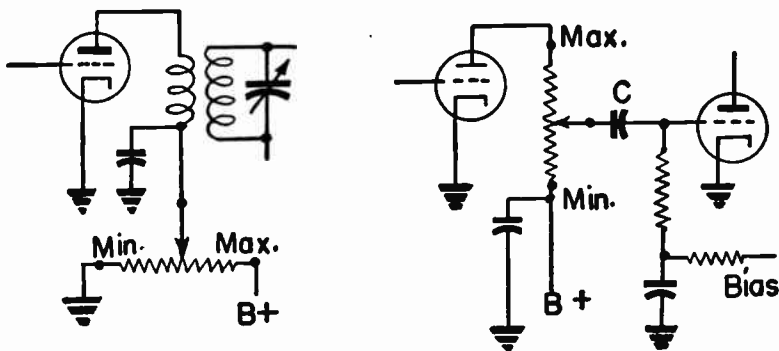 Min.
Max.
B+
Max.
C
Min.
B+
Bias